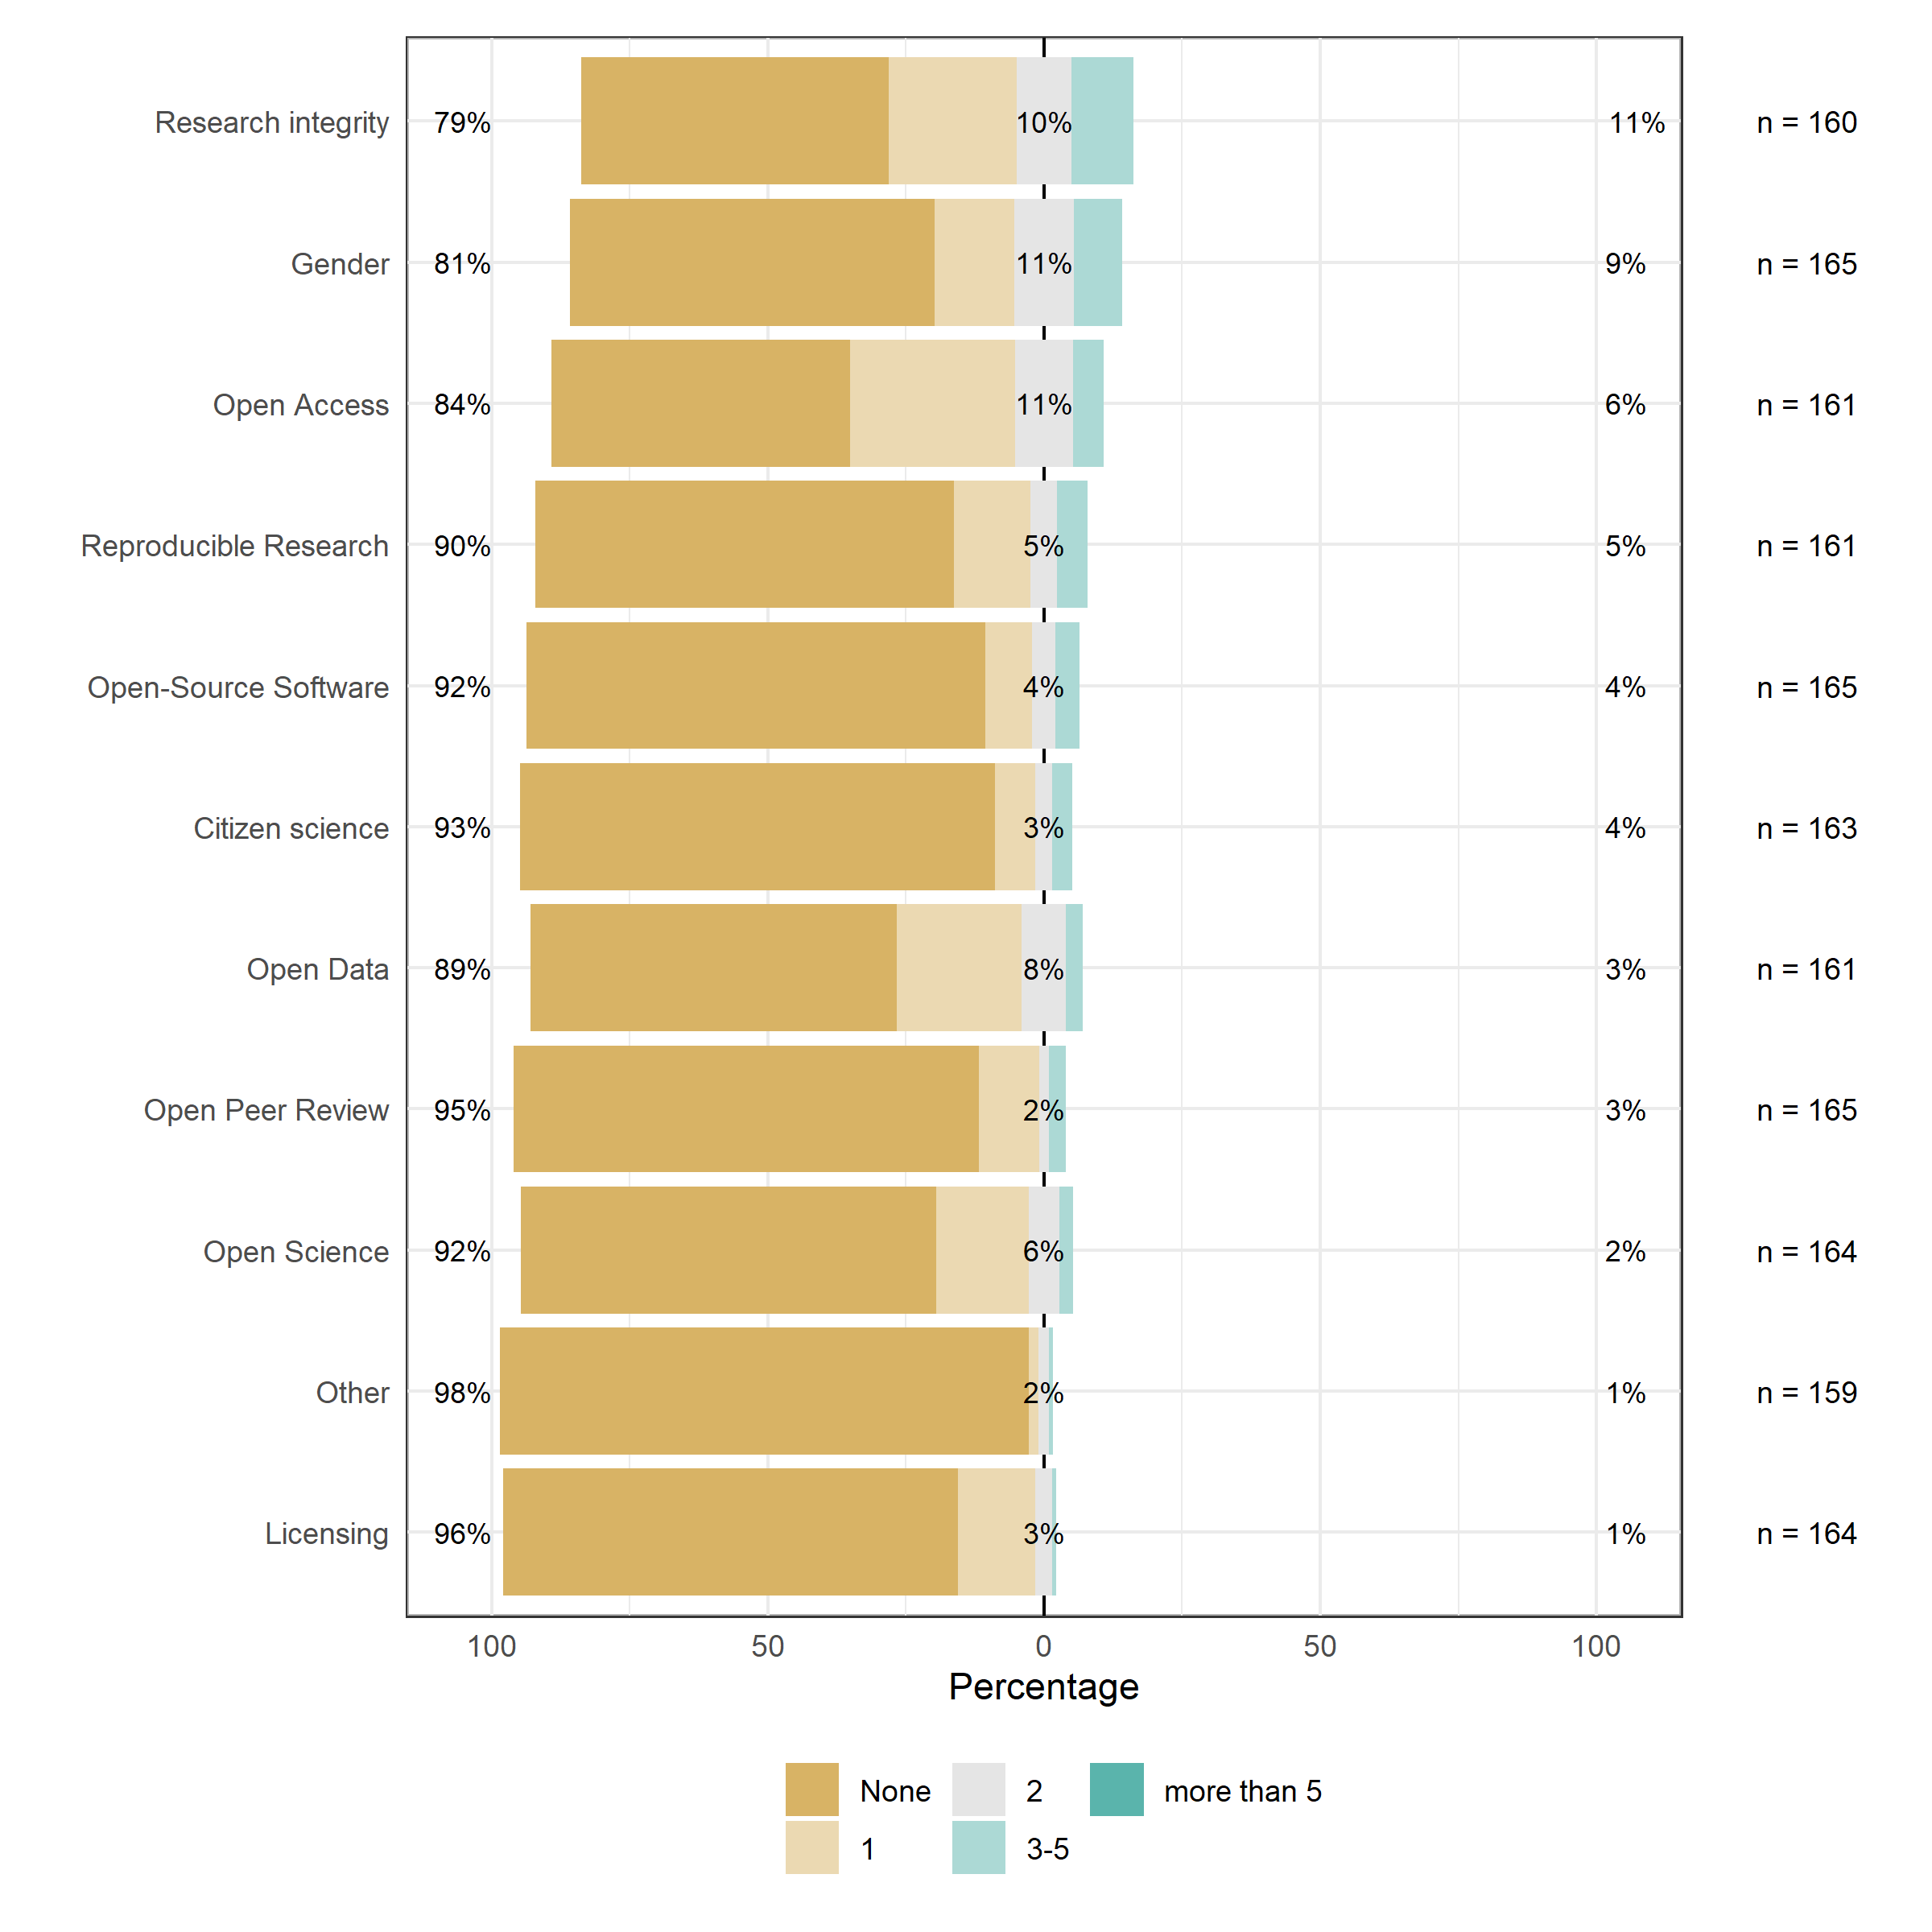 Research integrity 79% 10% 11% n = 160
Gender 81% 11% 9% n = 165
Open Access 84% 11% 6% n = 161
Reproducible Research 90% 5% 5% n = 161
Open-Source Software 92% 4% 4% n = 165
Citizen science 93% 3% 4% n = 163
Open Data 89% 8% 3% n = 161
Open Peer Review 95% 2% 3% n = 165
Open Science 92% 6% 2% n = 164
Other 98% 2% 1% n = 159
Licensing 96% 3% 1% n = 164
100 50 0 50 100
Percentage
None 2 more than 5
1 3-5